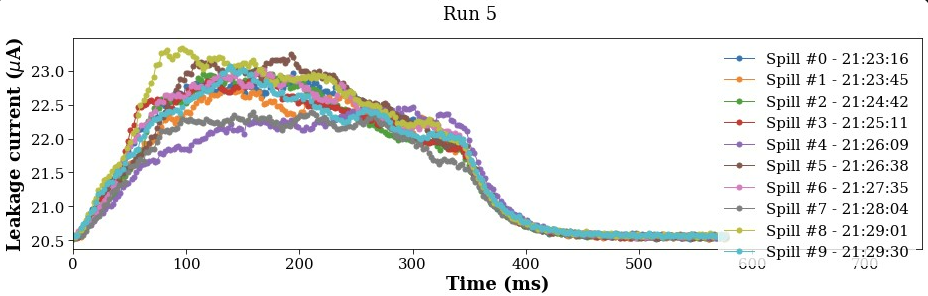 Run 5
Leakage current (μA)
23.0
22.5
22.0
21.5
21.0
20.5
0
100
200
300
400
500
600
700
Time (ms)
Spill #0 - 21:23:16
Spill #1 - 21:23:45
Spill #2 - 21:24:42
Spill #3 - 21:25:11
Spill #4 - 21:26:09
Spill #5 - 21:26:38
Spill #6 - 21:27:35
Spill #7 - 21:28:04
Spill #8 - 21:29:01
Spill #9 - 21:29:30